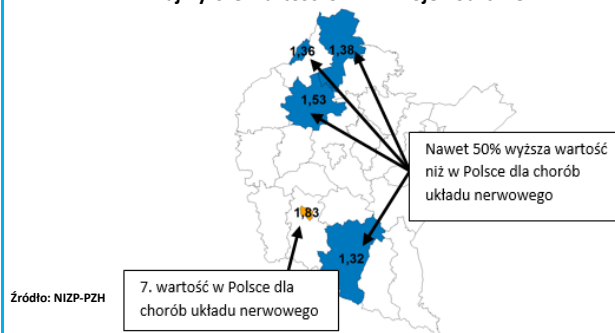 1,36
1,38
1,53
Nawet 50% wyższa wartość
niż w Polsce dla chorób
układu nerwowego
1,83
1,32
7. wartość w Polsce dla
chorób układu nerwowego
Źródło: NIZP-PZH